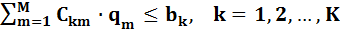 ∑_{m=1}^{M} C_{km} · q_m ≤ b_k,   k = 1, 2, …, K